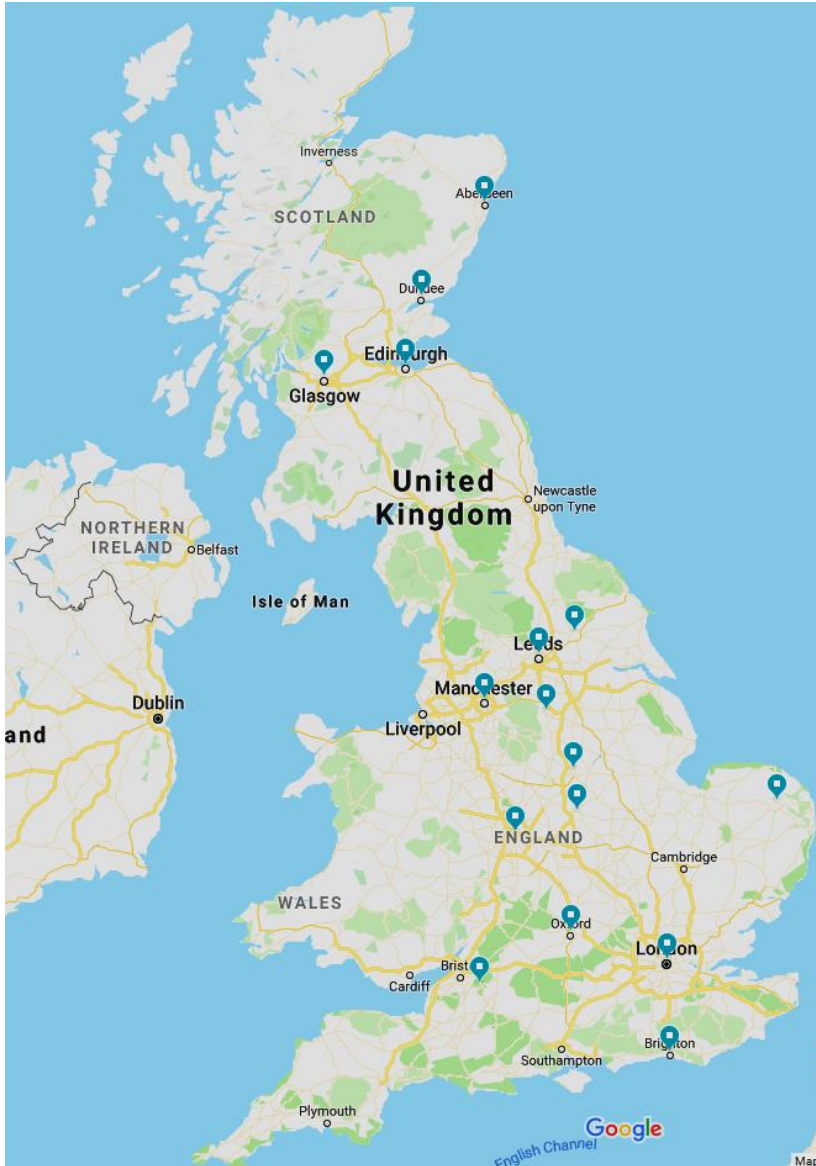 Inverness
Aberdeen
SCOTLAND
Dundee
Edinburgh
Glasgow
United
Kingdom
Newcastle
upon Tyne
NORTHERN
IRELAND
Belfast
Isle of Man
Leeds
Manchester
Dublin
Liverpool
and
ENGLAND
Cambridge
WALES
Oxford
London
Brist
Cardiff
Brighton
Southampton
Plymouth
Google
English Channel
Map